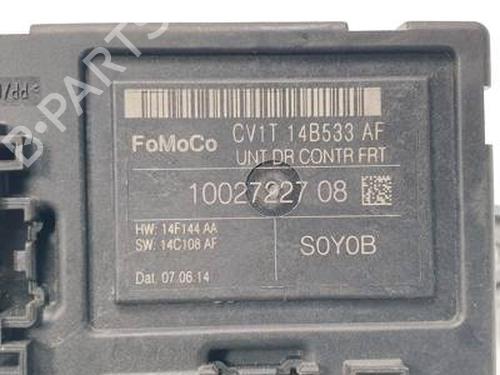 FoMoCo
CV1T 14B533 AF
UNT DR CONTR FRT
10027227 08
HW: 14F144 AA
SW: 14C108 AF
S0Y0B
Dat. 07.06.14